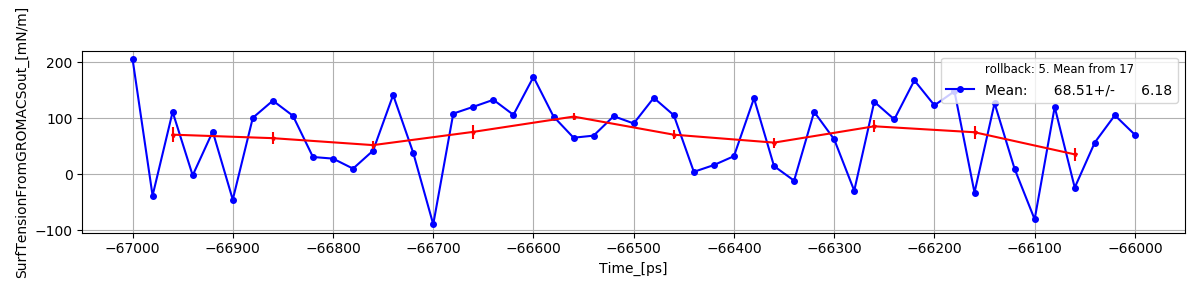 SurfTensionFromGROMACSout_[mN/m]
200
100
0
−100
rollback: 5. Mean from 17
Mean: 68.51+/- 6.18
−67000 −66900 −66800 −66700 −66600 −66500 −66400 −66300 −66200 −66100 −66000
Time_[ps]